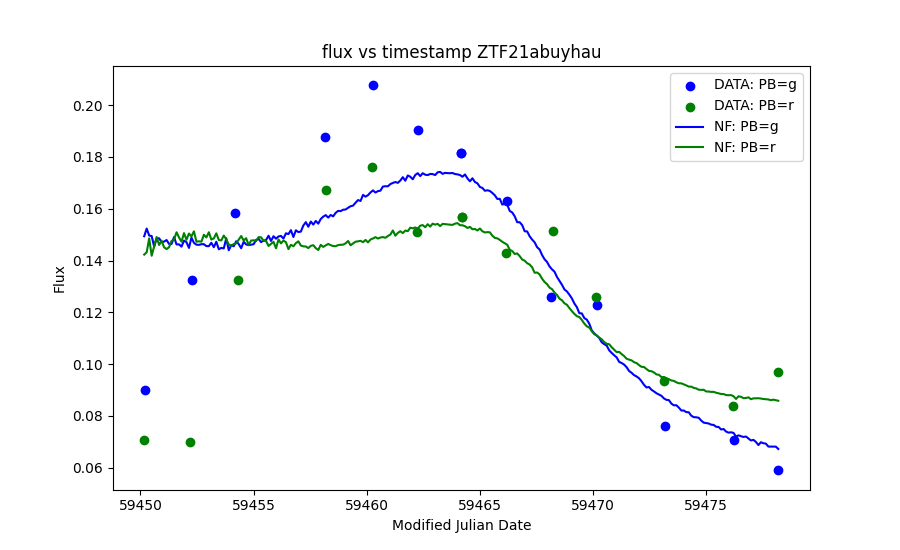 flux vs timestamp ZTF21abuyhau
DATA: PB=g
DATA: PB=r
NF: PB=g
NF: PB=r
Flux
0.20
0.18
0.16
0.14
0.12
0.10
0.08
0.06
59450 59455 59460 59465 59470 59475
Modified Julian Date